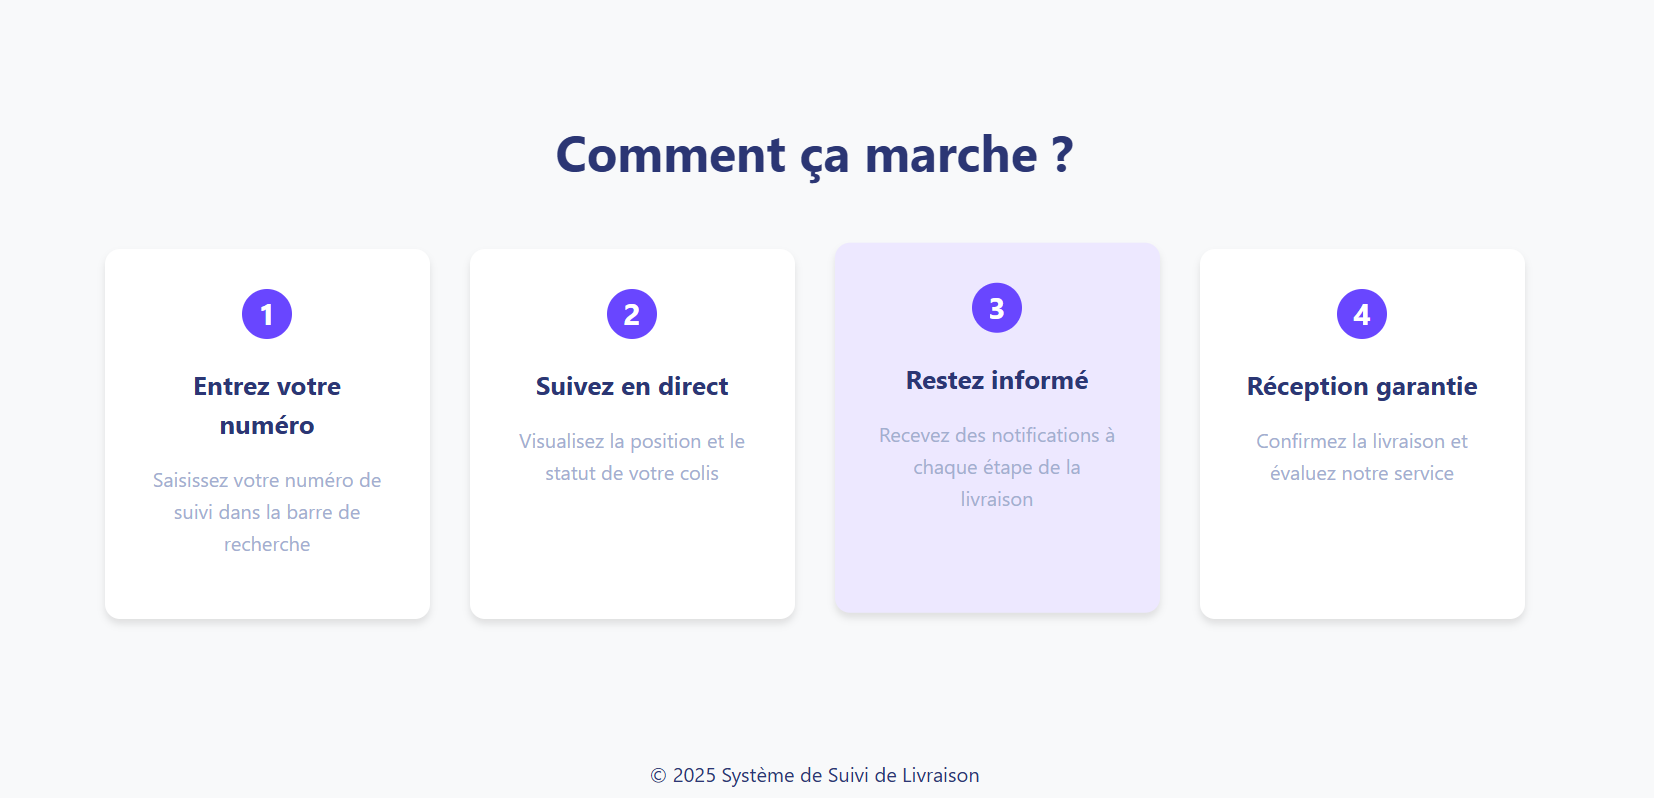 Comment ça marche ?
1
Entrez votre
numéro
Saisissez votre numéro de
suivi dans la barre de
recherche
2
Suivez en direct
Visualisez la position et le
statut de votre colis
3
Restez informé
Recevez des notifications à
chaque étape de la
livraison
4
Réception garantie
Confirmez la livraison et
évaluez notre service
© 2025 Système de Suivi de Livraison